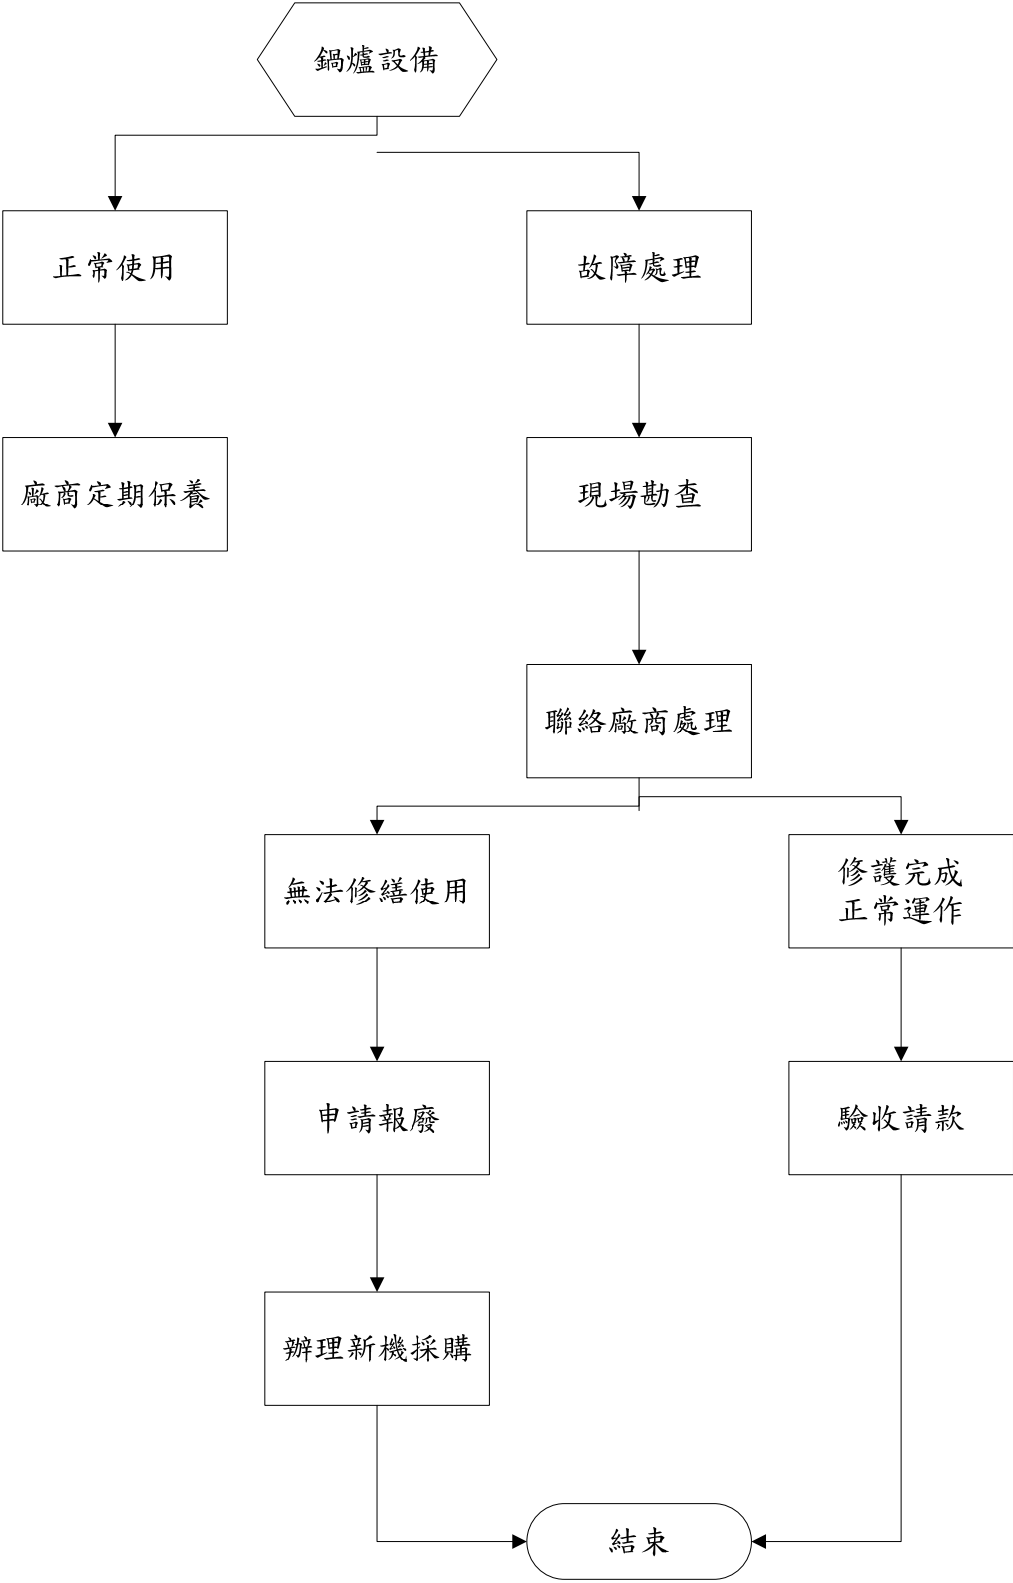 鍋爐設備
正常使用
故障處理
廠商定期保養
現場勘查
聯絡廠商處理
無法修繕使用
修護完成
正常運作
申請報廢
驗收請款
辦理新機採購
結束